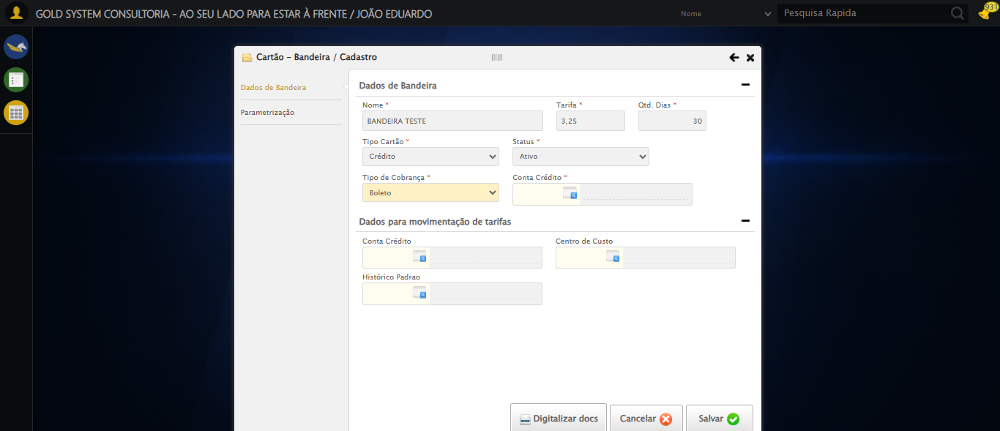 GOLD SYSTEM CONSULTORIA - AO SEU LADO PARA ESTAR À FRENTE / JOÃO EDUARDO
Nome
Pesquisa Rapida
931
Cartão - Bandeira / Cadastro
Dados de Bandeira
Parametrização
Dados de Bandeira
Nome *
Tarifa *
Qtd. Dias *
BANDEIRA TESTE
3,25
30
Tipo Cartão *
Status *
Crédito
Ativo
Tipo de Cobrança *
Conta Crédito *
Boleto
Dados para movimentação de tarifas
Conta Crédito
Centro de Custo
Histórico Padrao
Digitalizar docs
Cancelar
Salvar